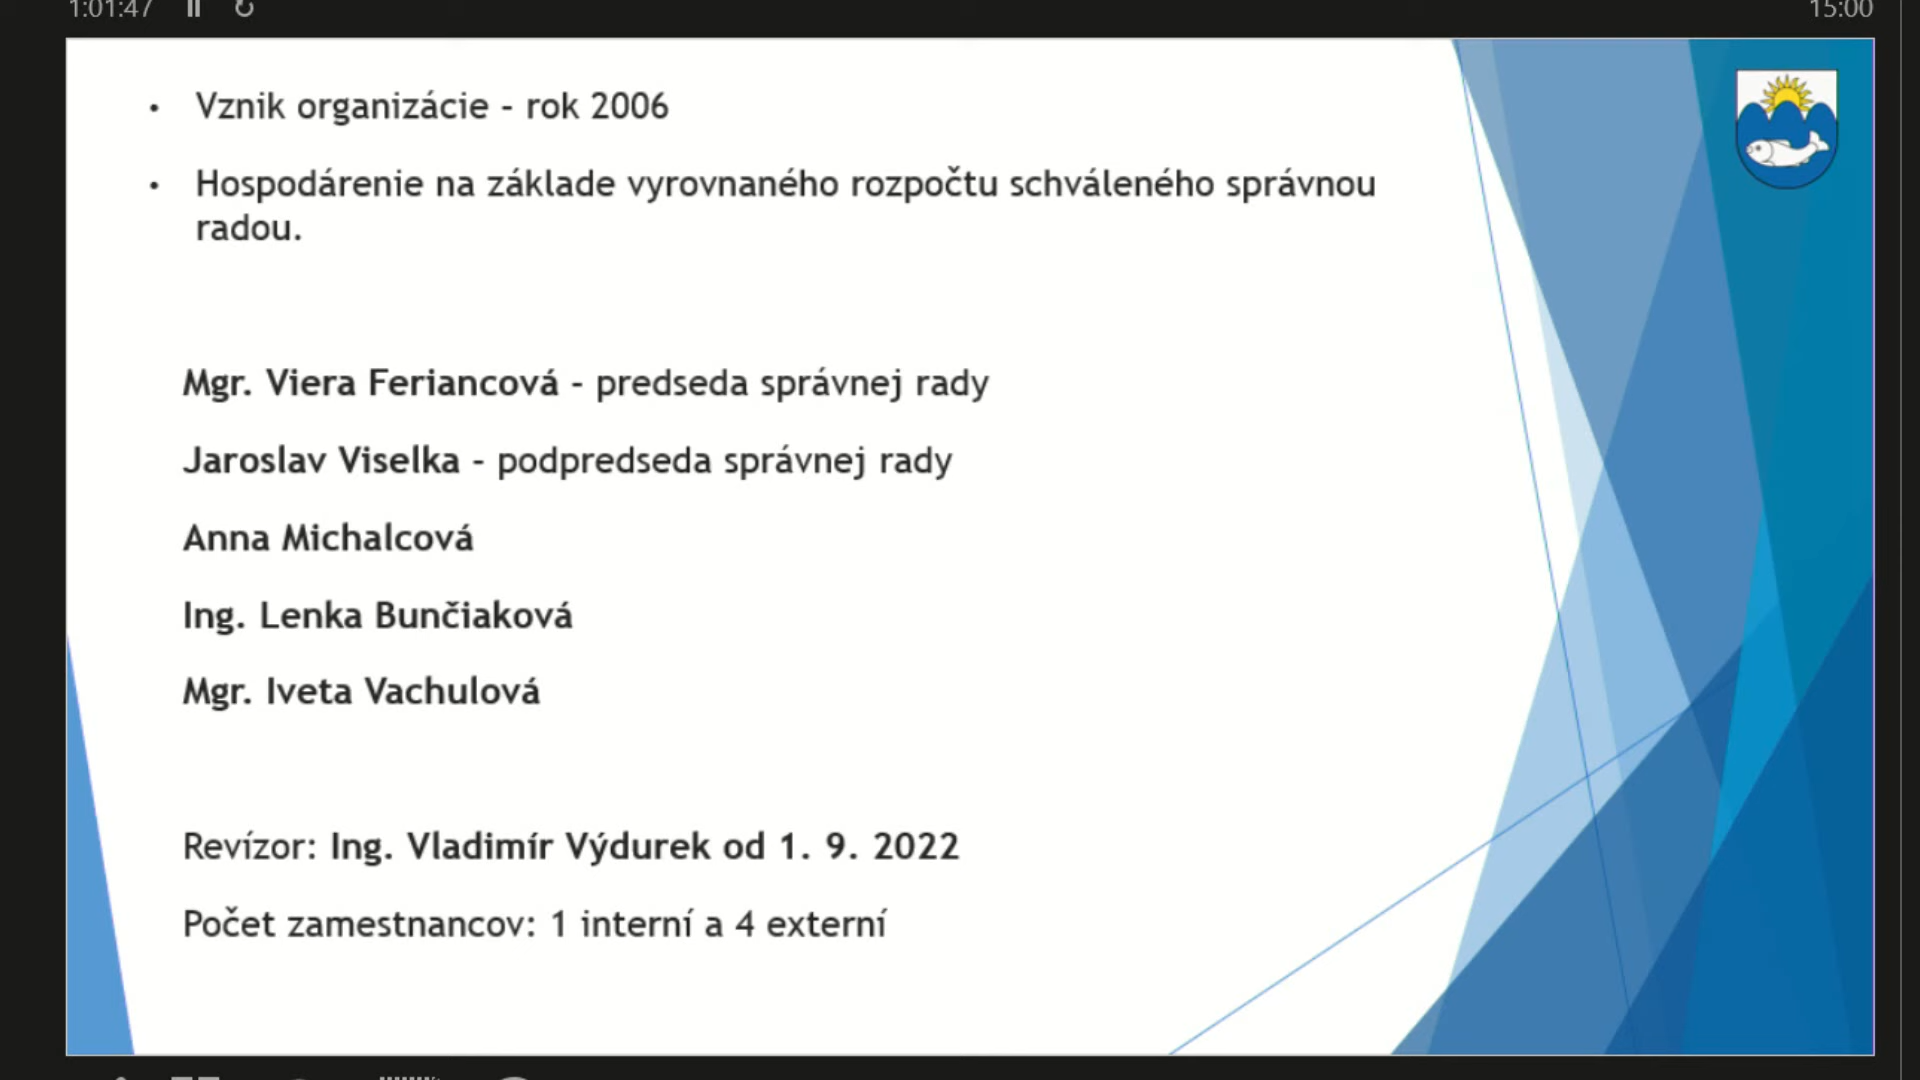 1:01:47
15:00
• Vznik organizácie – rok 2006
• Hospodárenie na základe vyrovnaného rozpočtu schváleného správnou
radou.
Mgr. Viera Feriancová – predseda správnej rady
Jaroslav Viselka – podpredseda správnej rady
Anna Michalcová
Ing. Lenka Bunčiaková
Mgr. Iveta Vachulová
Revízor: Ing. Vladimír Výdurek od 1. 9. 2022
Počet zamestnancov: 1 interní a 4 externí